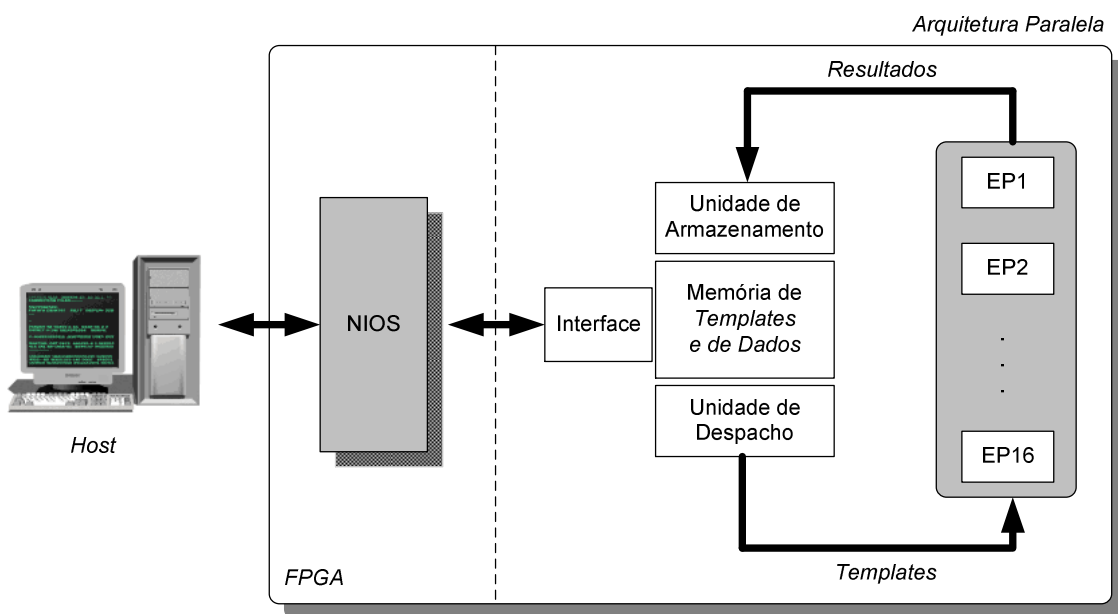 Arquitetura Paralela
Resultados
EP1
Unidade de
Armazenamento
EP2
Memória de
Templates
e de Dados
NIOS
Interface
Unidade de
Despacho
Host
EP16
FPGA
Templates